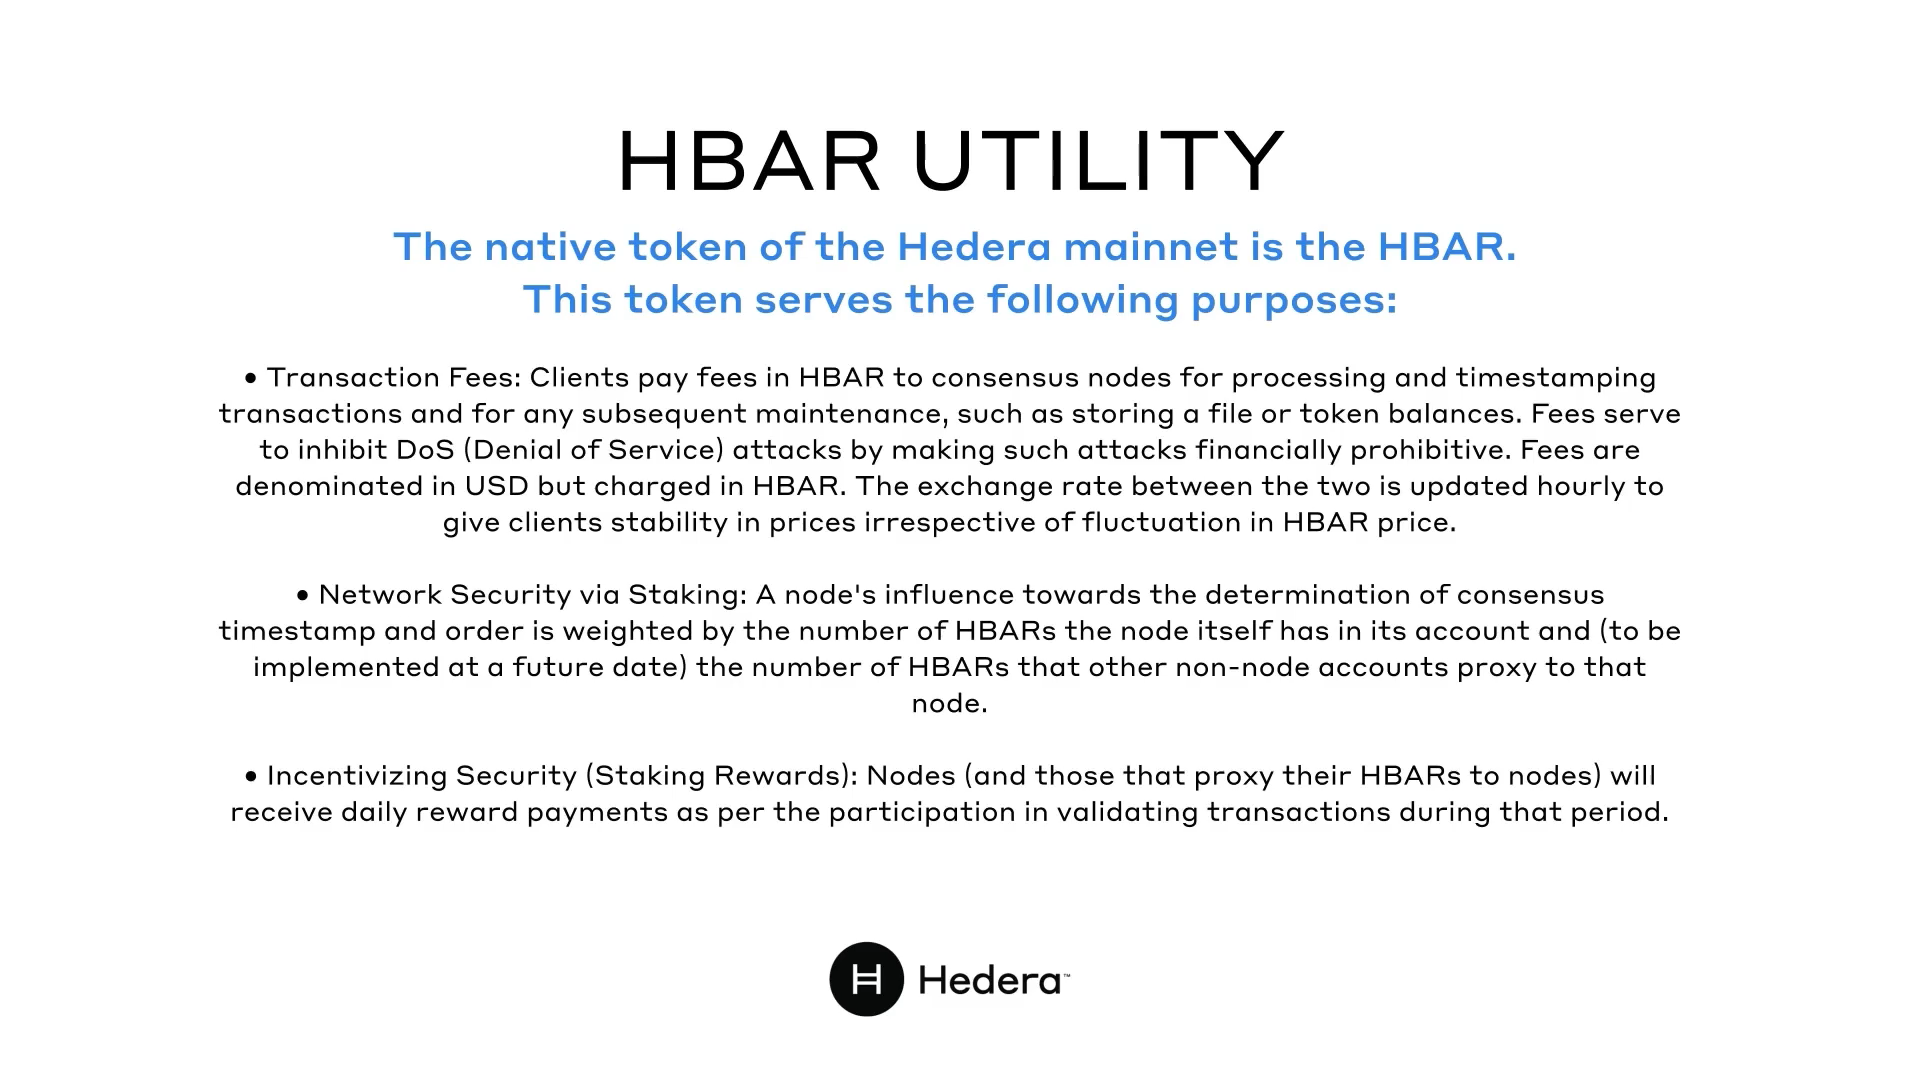 HBAR UTILITY
The native token of the Hedera mainnet is the HBAR.
This token serves the following purposes:
• Transaction Fees: Clients pay fees in HBAR to consensus nodes for processing and timestamping
transactions and for any subsequent maintenance, such as storing a file or token balances. Fees serve
to inhibit DoS (Denial of Service) attacks by making such attacks financially prohibitive. Fees are
denominated in USD but charged in HBAR. The exchange rate between the two is updated hourly to
give clients stability in prices irrespective of fluctuation in HBAR price.
• Network Security via Staking: A node's influence towards the determination of consensus
timestamp and order is weighted by the number of HBARs the node itself has in its account and (to be
implemented at a future date) the number of HBARs that other non-node accounts proxy to that
node.
• Incentivizing Security (Staking Rewards): Nodes (and those that proxy their HBARs to nodes) will
receive daily reward payments as per the participation in validating transactions during that period.
H Hedera™